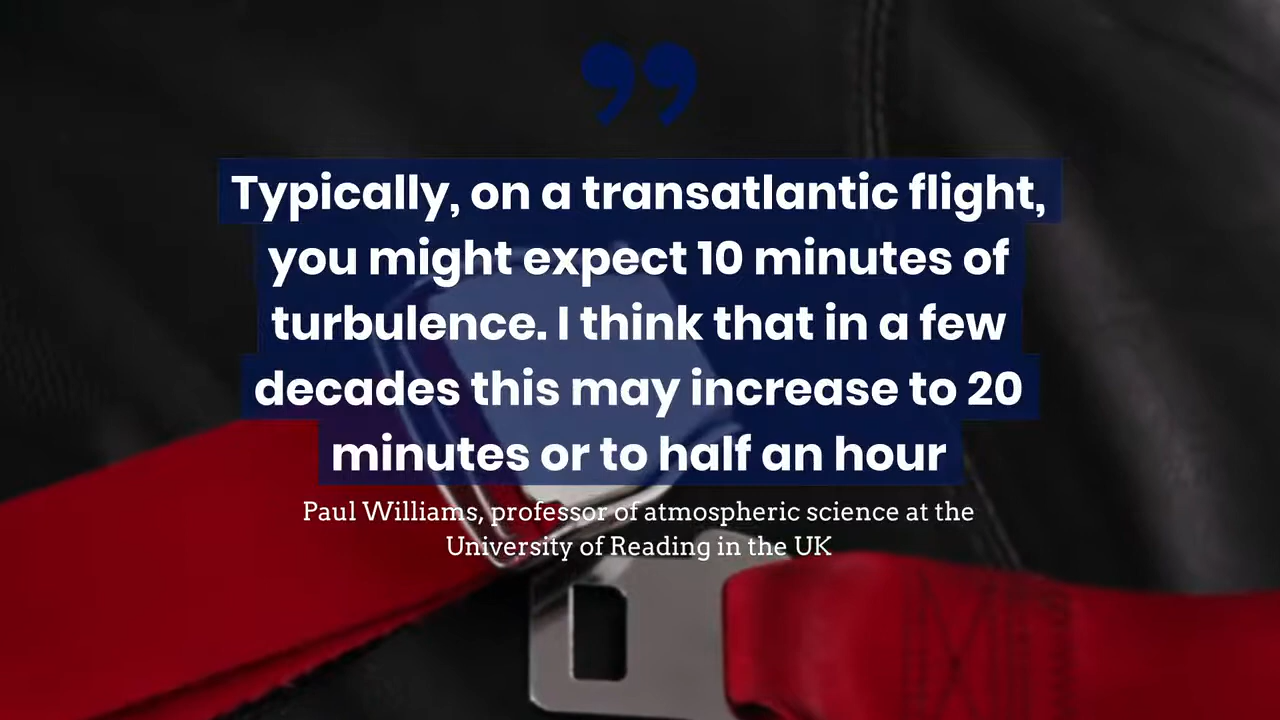 ”
Typically, on a transatlantic flight,
you might expect 10 minutes of
turbulence. I think that in a few
decades this may increase to 20
minutes or to half an hour
Paul Williams, professor of atmospheric science at the
University of Reading in the UK